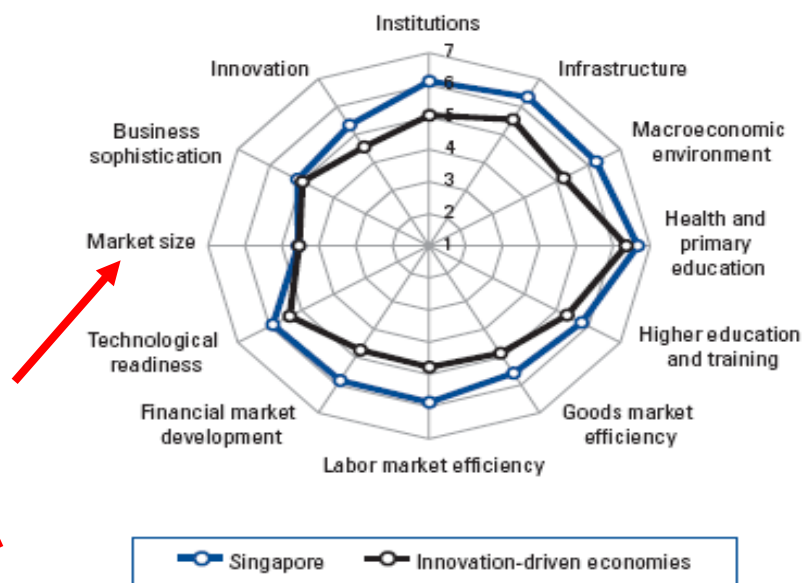 Institutions
7
Innovation
Infrastructure
6
5
Business
sophistication
Macroeconomic
environment
4
3
2
Market size
1
Health and
primary
education
Technological
readiness
Higher education
and training
Financial market
development
Goods market
efficiency
Labor market efficiency
Singapore
Innovation-driven economies